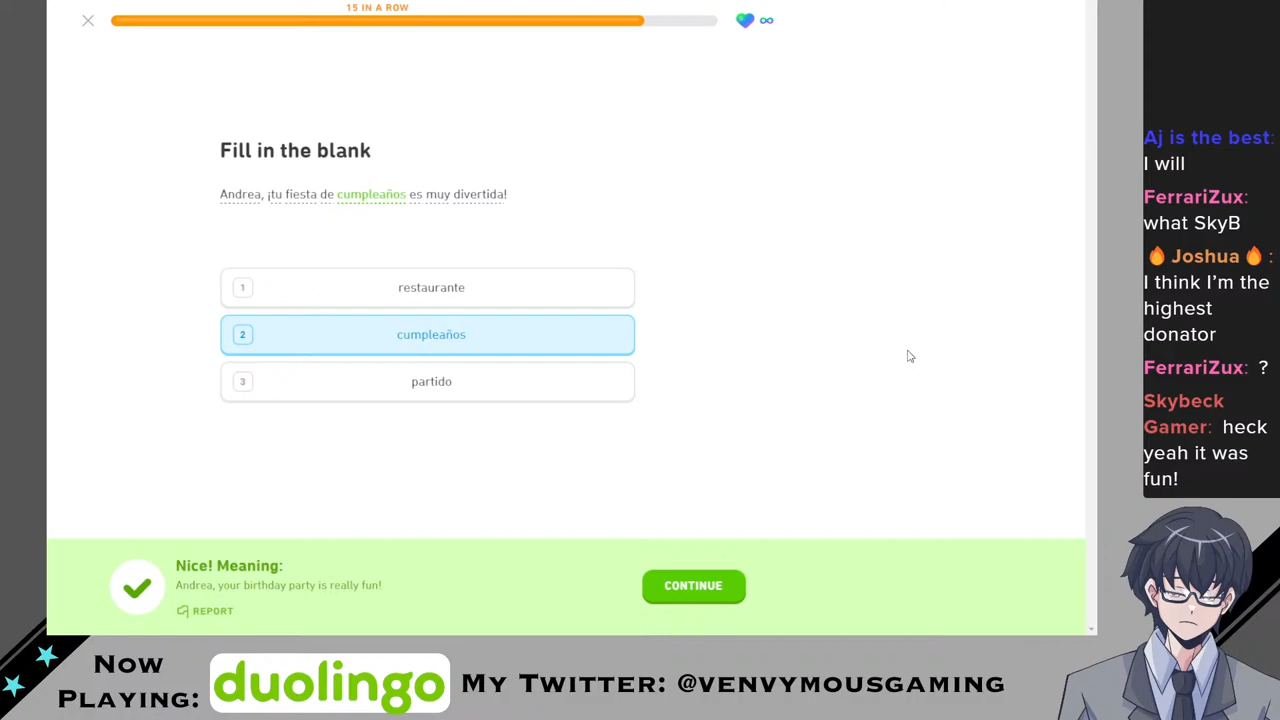 15 IN A ROW
Fill in the blank
Andrea, ¡tu fiesta de cumpleaños es muy divertida!
1 restaurante
2 cumpleaños
3 partido
Nice! Meaning:
Andrea, your birthday party is really fun!
REPORT
CONTINUE
Aj is the best:
I will
FerrariZux:
what SkyB
🔥 Joshua 🔥 :
I think I’m the
highest
donator
FerrariZux: ?
Skybeck
Gamer: heck
yeah it was
fun!
Now
Playing:
duolingo
My Twitter: @venvymousgaming